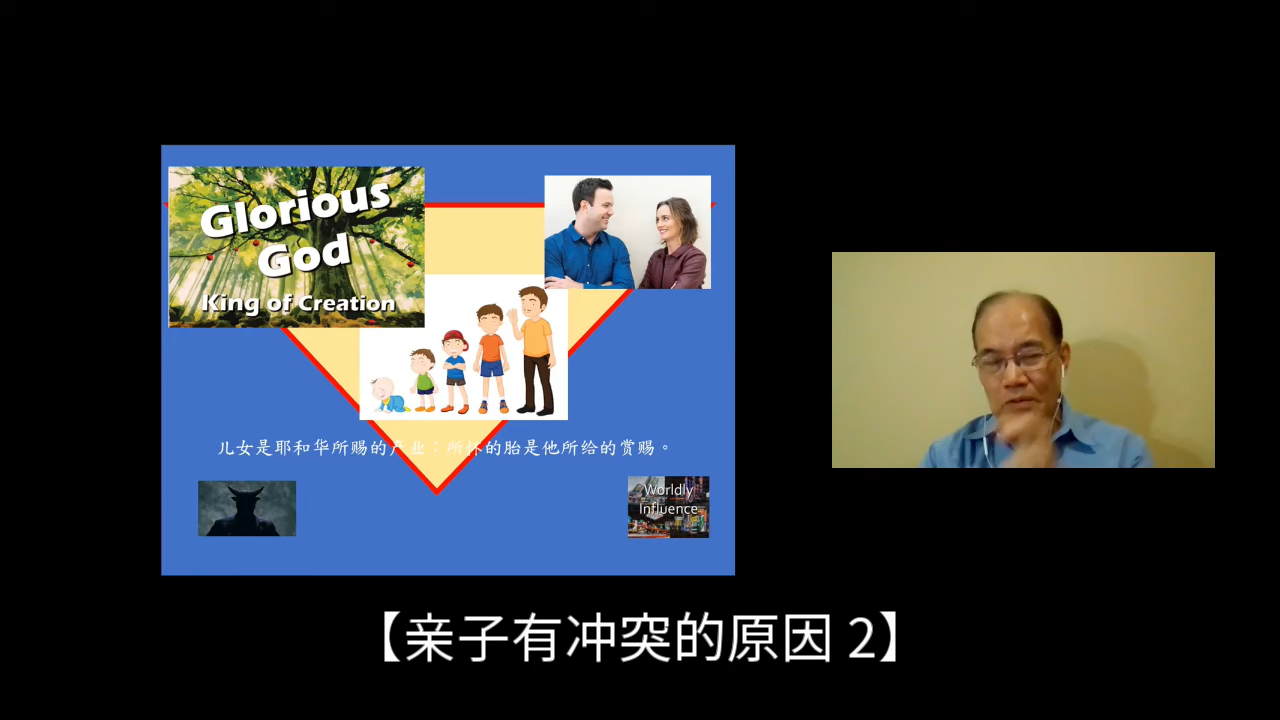 Glorious
God
King of Creation
儿女是耶和华所赐的产业；所怀的胎是他所给的赏赐。
Worldly
Influence
【亲子有冲突的原因 2】